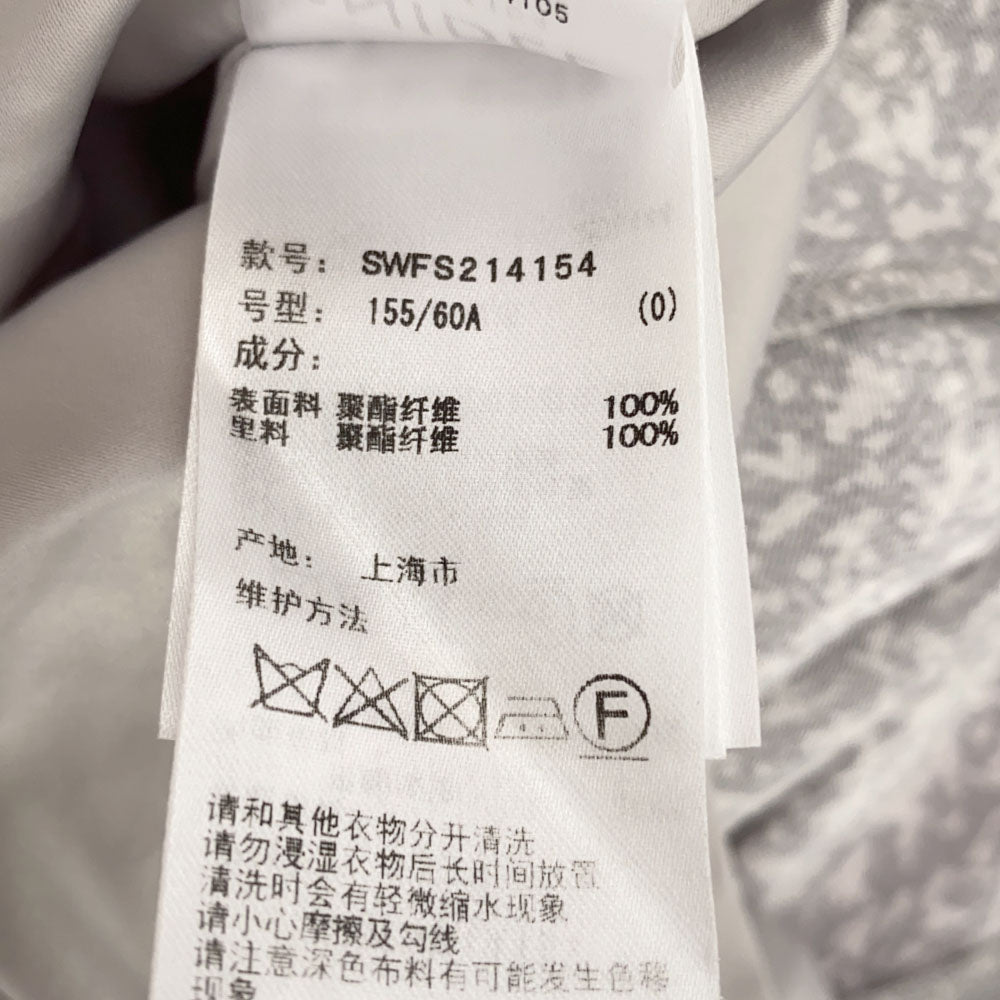 款号: SWFS214154
号型: 155/60A (0)
成分:
表面料 聚酯纤维 100%
里料 聚酯纤维 100%
产地: 上海市
维护方法
F
请和其他衣物分开清洗
请勿浸湿衣物后长时间放置
清洗时会有轻微缩水现象
请小心摩擦及勾线
请注意深色布料有可能发生色移
现象